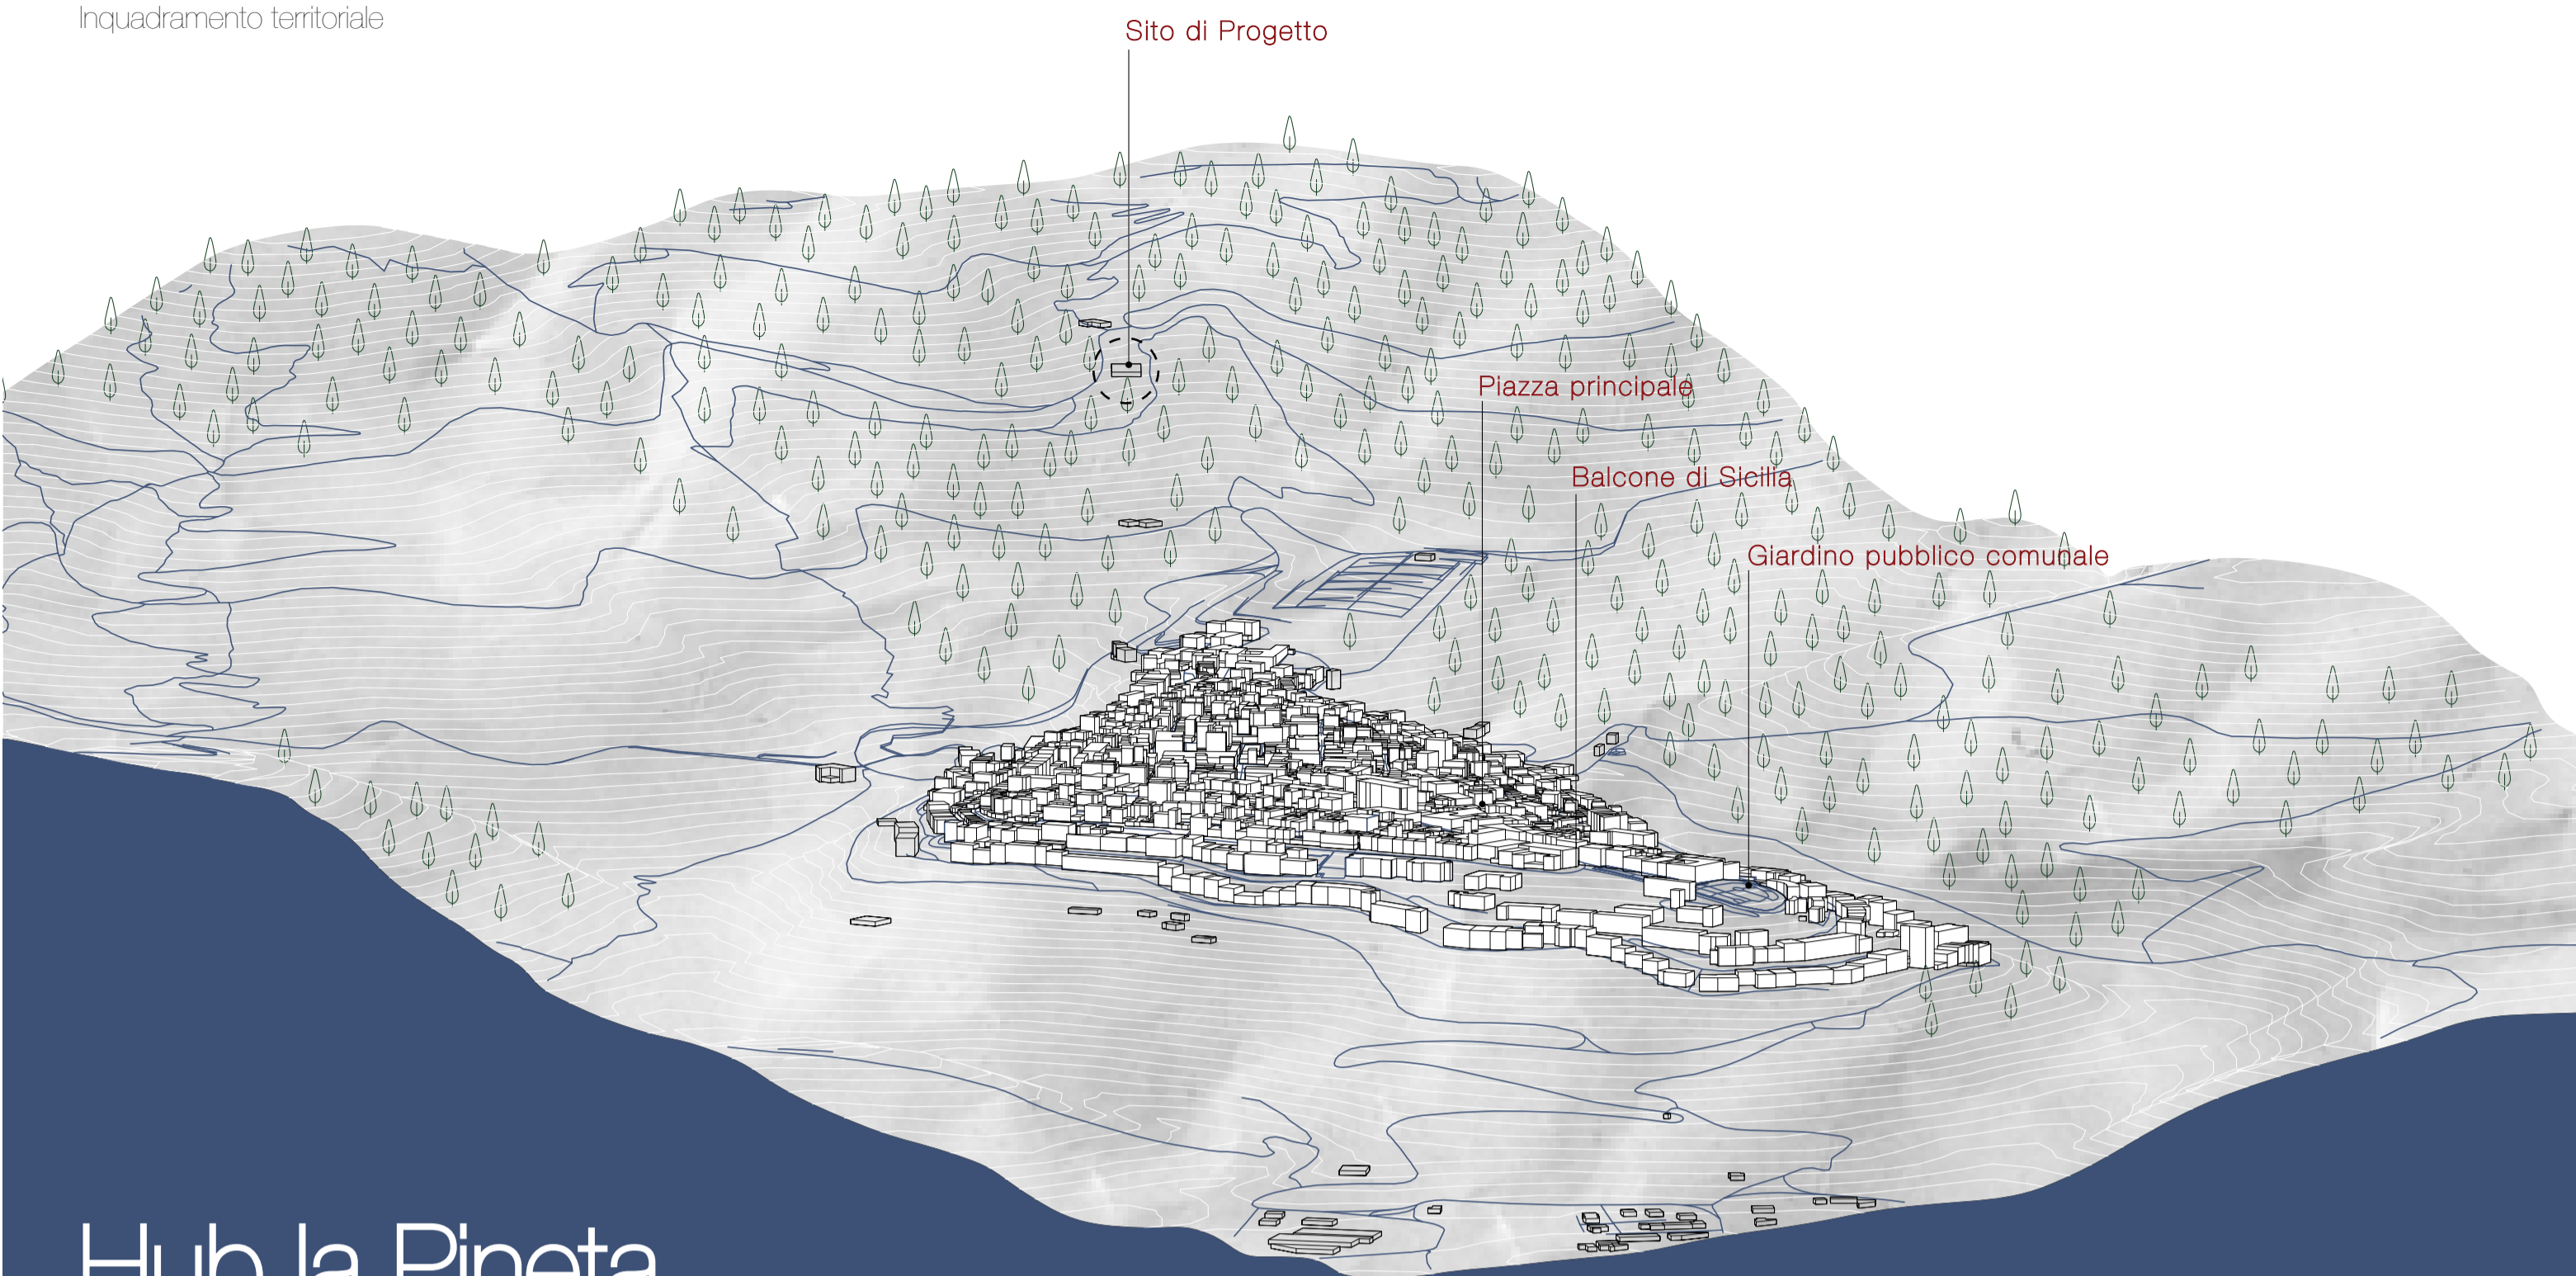 Inquadramento territoriale
Sito di Progetto
Piazza principale
Balcone di Sicilia
Giardino pubblico comunale
Hub la Pineta